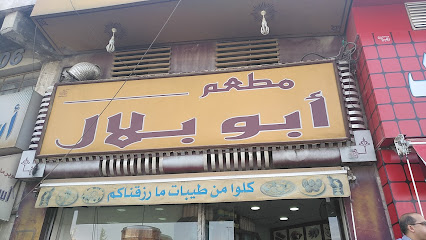 مطعم
أبو بلال
كلوا من طيبات ما رزقناكم